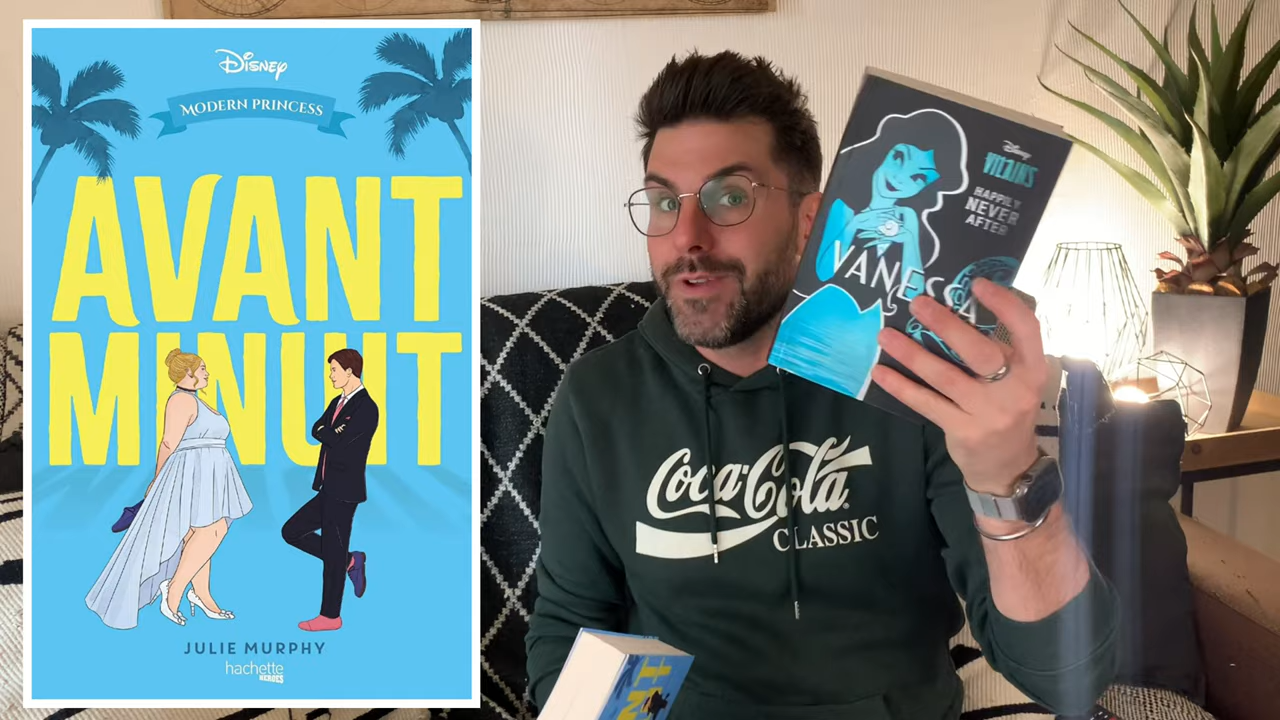 Disney
MODERN PRINCESS
AVANT
MINUIT
JULIE MURPHY
hachette
HEROES
Disney
VILLAINS
HAPPILY
NEVER
AFTER
VANESSA
Coca-Cola
CLASSIC